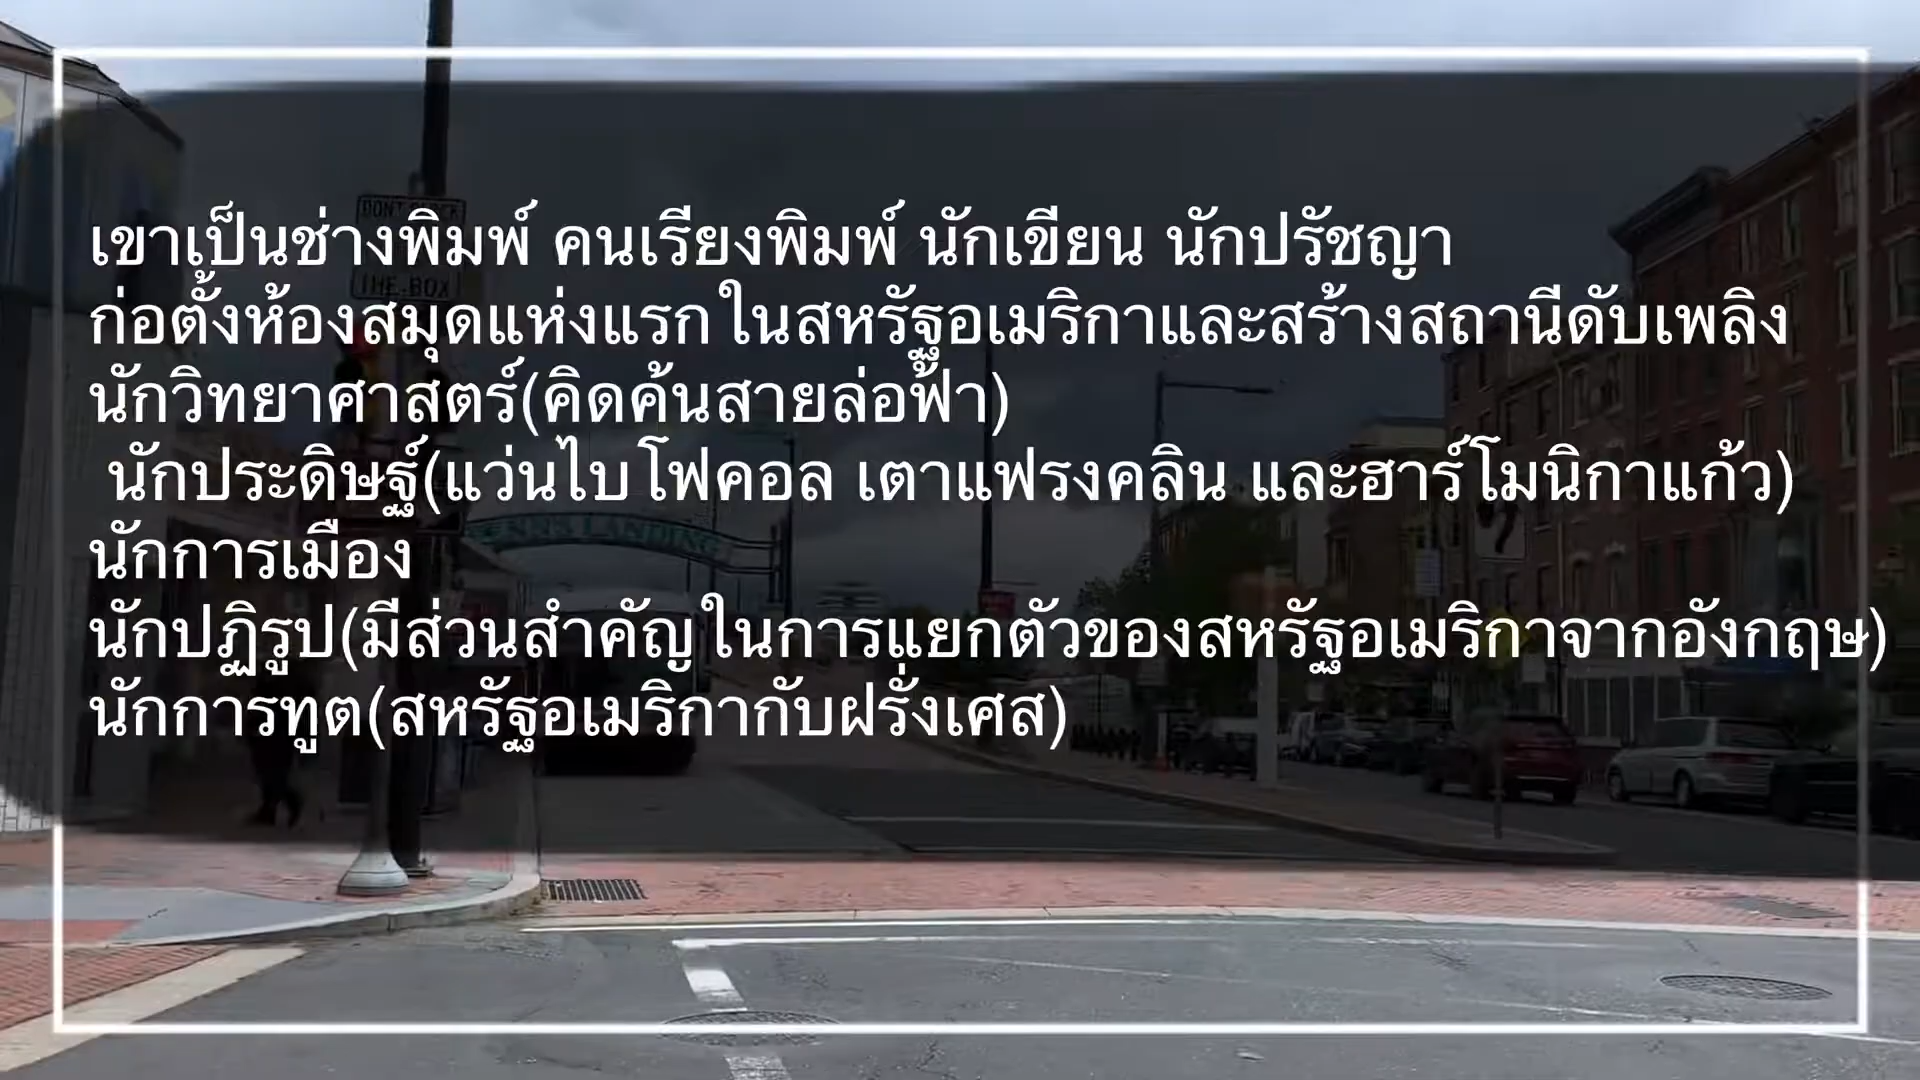 DON'T BLOCK
THE BOX
เขาเป็นช่างพิมพ์ คนเรียงพิมพ์ นักเขียน นักปรัชญา
ก่อตั้งห้องสมุดแห่งแรกในสหรัฐอเมริกาและสร้างสถานีดับเพลิง
นักวิทยาศาสตร์(คิดค้นสายล่อฟ้า)
นักประดิษฐ์(แว่นไบโฟคอล เตาแฟรงคลิน และฮาร์โมนิกาแก้ว)
PENNS LANDING
นักการเมือง
นักปฏิรูป(มีส่วนสำคัญในการแยกตัวของสหรัฐอเมริกาจากอังกฤษ)
นักการทูต(สหรัฐอเมริกากับฝรั่งเศส)